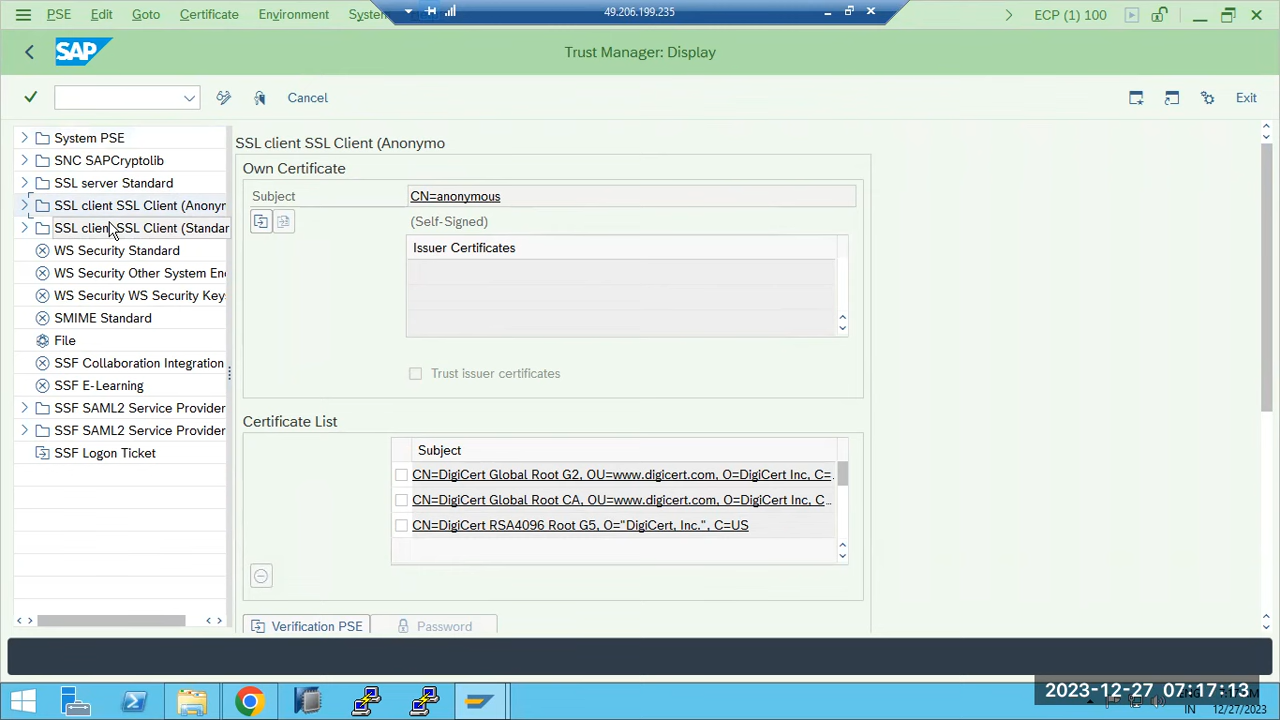 PSE Edit Goto Certificate Environment System 49.206.199.235 ECP (1) 100
SAP Trust Manager: Display
Cancel Exit
System PSE
SNC SAPCryptolib
SSL server Standard
SSL client SSL Client (Anonyr
SSL client SSL Client (Standar
WS Security Standard
WS Security Other System En
WS Security WS Security Key
SMIME Standard
File
SSF Collaboration Integration
SSF E-Learning
SSF SAML2 Service Provider
SSF SAML2 Service Provider
SSF Logon Ticket
SSL client SSL Client (Anonymo
Own Certificate
Subject CN=anonymous
(Self-Signed)
Issuer Certificates
Trust issuer certificates
Certificate List
Subject
CN=DigiCert Global Root G2, OU=www.digicert.com, O=DigiCert Inc, C=
CN=DigiCert Global Root CA, OU=www.digicert.com, O=DigiCert Inc, C
CN=DigiCert RSA4096 Root G5, O="DigiCert, Inc.", C=US
Verification PSE Password
2023-12-27 07:17:13
IN 12/27/2023